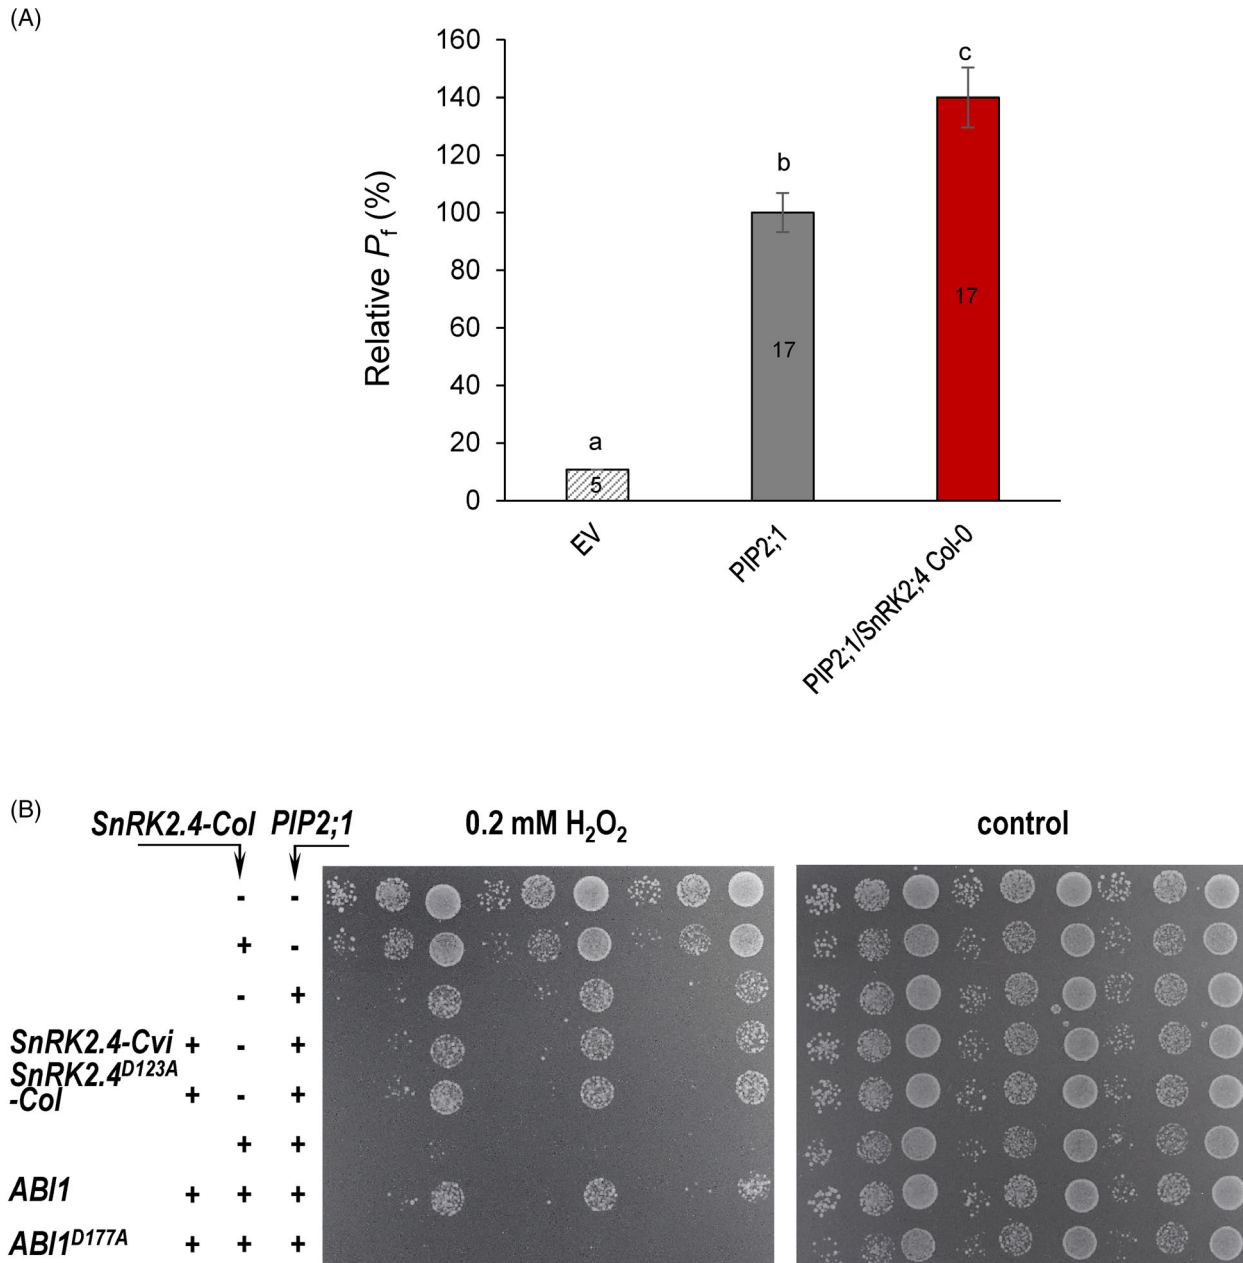 (A)
160
140
120
100
80
60
40
20
0
Relative Pf (%)
a
b
c
5
17
17
EV
PIP2;1
PIP2;1/SnRK2;4 Col-0
(B)
SnRK2.4-Col PIP2;1 0.2 mM H2O2 control
- -
+ -
- +
SnRK2.4-Cvi + - +
SnRK2.4D123A
-Col + - +
+ +
ABI1 + + +
ABI1D177A + + +